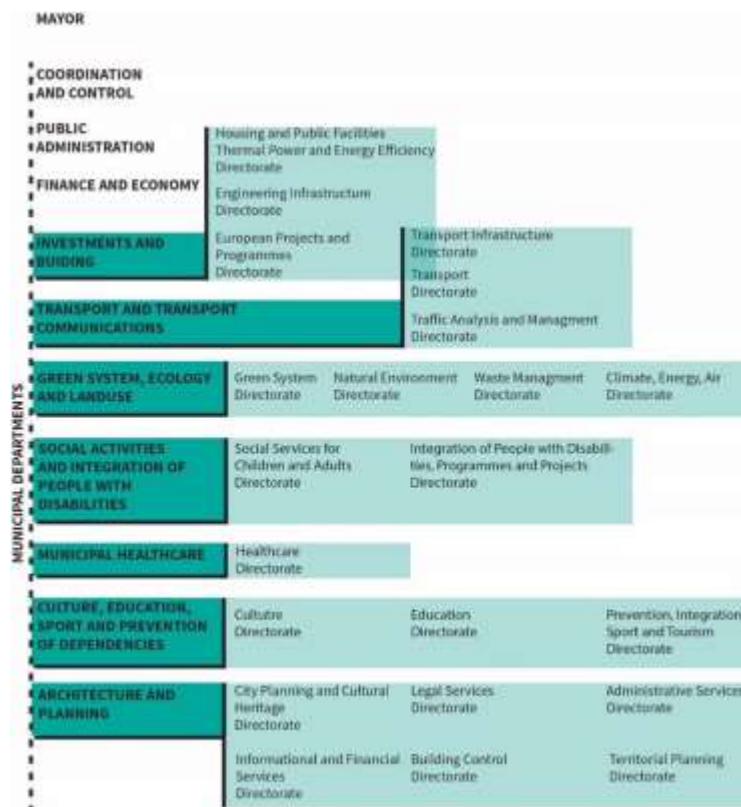 MAYOR
COORDINATION
AND CONTROL
PUBLIC
ADMINISTRATION
FINANCE AND ECONOMY
Housing and Public Facilities
Thermal Power and Energy Efficiency
Directorate
Engineering Infrastructure
Directorate
European Projects and
Programmes
Directorate
INVESTMENTS AND
BUIDING
Transport Infrastructure
Directorate
Transport
Directorate
Traffic Analysis and Managment
Directorate
TRANSPORT AND TRANSPORT
COMMUNICATIONS
MUNICIPAL DEPARTMENTS
GREEN SYSTEM, ECOLOGY
AND LANDUSE
Green System
Directorate
Natural Environment
Directorate
Waste Managment
Directorate
Climate, Energy, Air
Directorate
SOCIAL ACTIVITIES
AND INTEGRATION OF
PEOPLE WITH
DISABILITIES
Social Services for
Children and Adults
Directorate
Integration of People with Disabili-
ties, Programmes and Projects
Directorate
MUNICIPAL HEALTHCARE
Healthcare
Directorate
CULTURE, EDUCATION,
SPORT AND PREVENTION
OF DEPENDENCIES
Cultutre
Directorate
Education
Directorate
Prevention, Integration
Sport and Tourism
Directorate
ARCHITECTURE AND
PLANNING
City Planning and Cultural
Heritage
Directorate
Legal Services
Directorate
Administrative Services
Directorate
Informational and Financial
Services
Directorate
Building Control
Directorate
Territorial Planning
Directorate